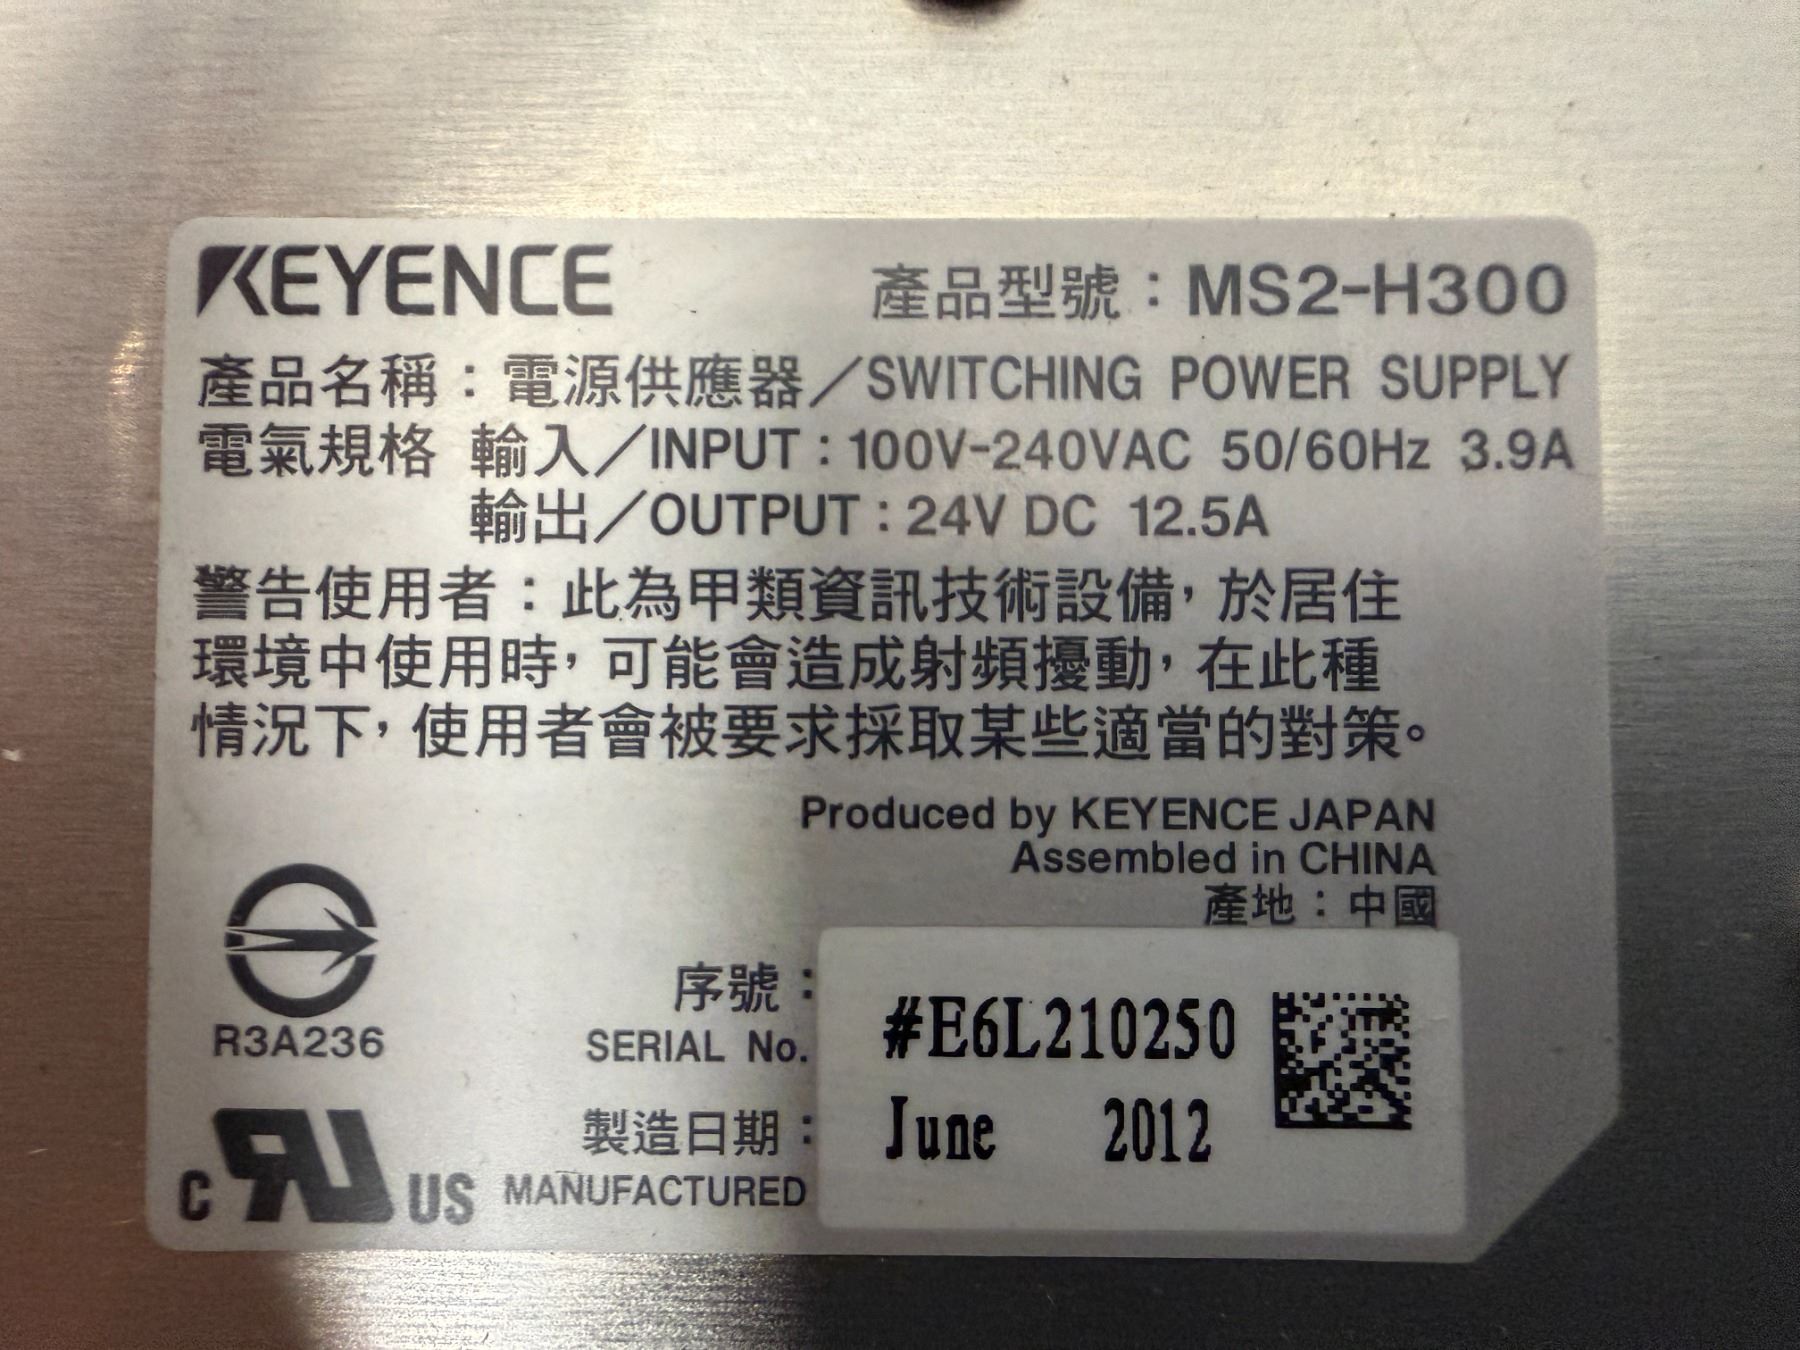 KEYENCE
產品型號：MS2-H300
產品名稱：電源供應器／SWITCHING POWER SUPPLY
電氣規格 輸入／INPUT：100V-240VAC 50/60Hz 3.9A
輸出／OUTPUT：24V DC 12.5A
警告使用者：此為甲類資訊技術設備，於居住
環境中使用時，可能會造成射頻擾動，在此種
情況下，使用者會被要求採取某些適當的對策。
Produced by KEYENCE JAPAN
Assembled in CHINA
產地：中國
R3A236
序號：
SERIAL No.
#E6L210250
製造日期：
MANUFACTURED
June 2012
C RU US